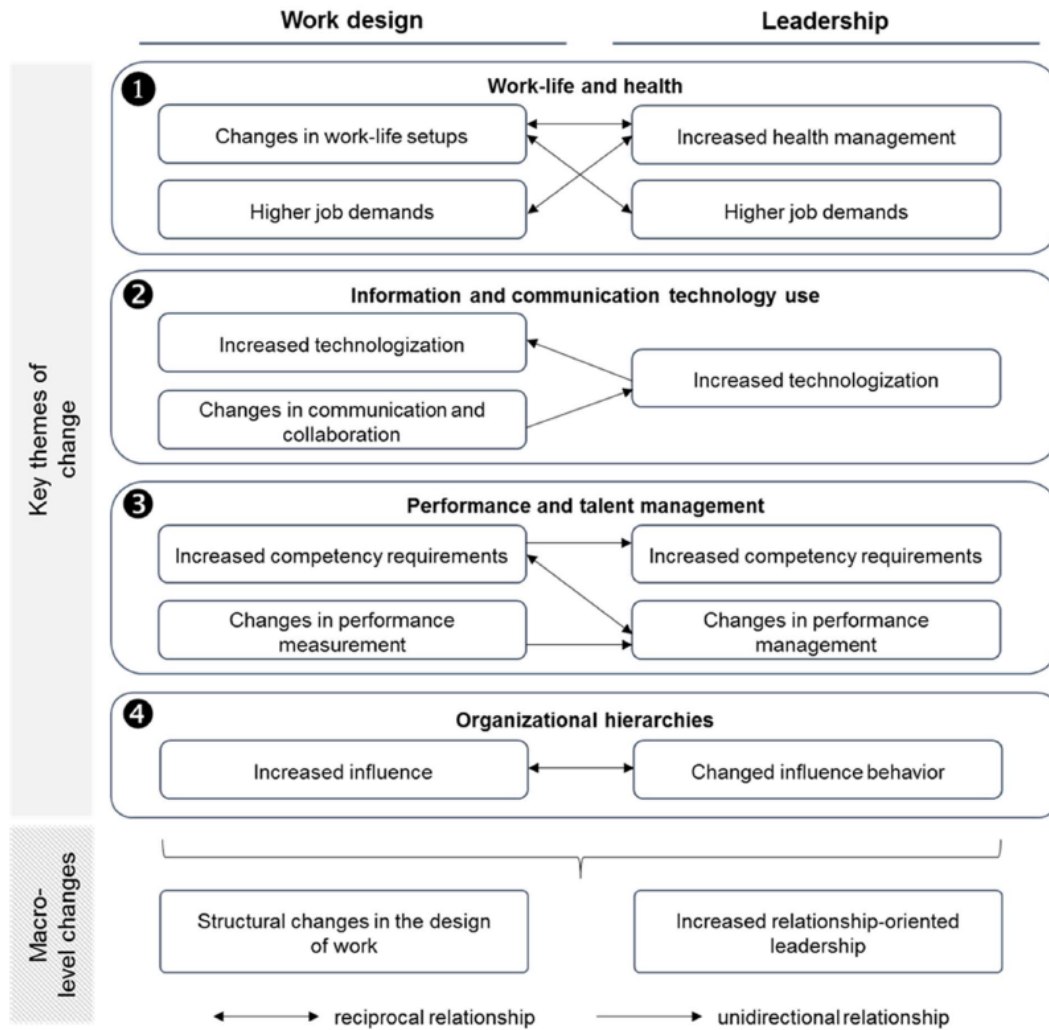 Work design
Leadership
Key themes of
change
1
Work-life and health
Changes in work-life setups
Increased health management
Higher job demands
Higher job demands
2
Information and communication technology use
Increased technologization
Increased technologization
Changes in communication and
collaboration
3
Performance and talent management
Increased competency requirements
Increased competency requirements
Changes in performance
measurement
Changes in performance
management
4
Organizational hierarchies
Increased influence
Changed influence behavior
Macro-
level changes
Structural changes in the design
of work
Increased relationship-oriented
leadership
reciprocal relationship
unidirectional relationship